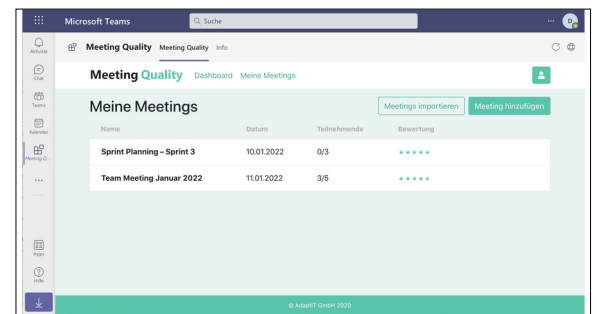 Microsoft Teams
Suche
Aktivität
Meeting Quality Meeting Quality Info
Chat
Meeting Quality Dashboard Meine Meetings
Teams
Meine Meetings Meetings importieren Meeting hinzufügen
Kalender
Name Datum Teilnehmende Bewertung
Meeting Q...
Sprint Planning – Sprint 3 10.01.2022 0/3
Team Meeting Januar 2022 11.01.2022 3/5
Apps
Hilfe
© AdaptIT GmbH 2020